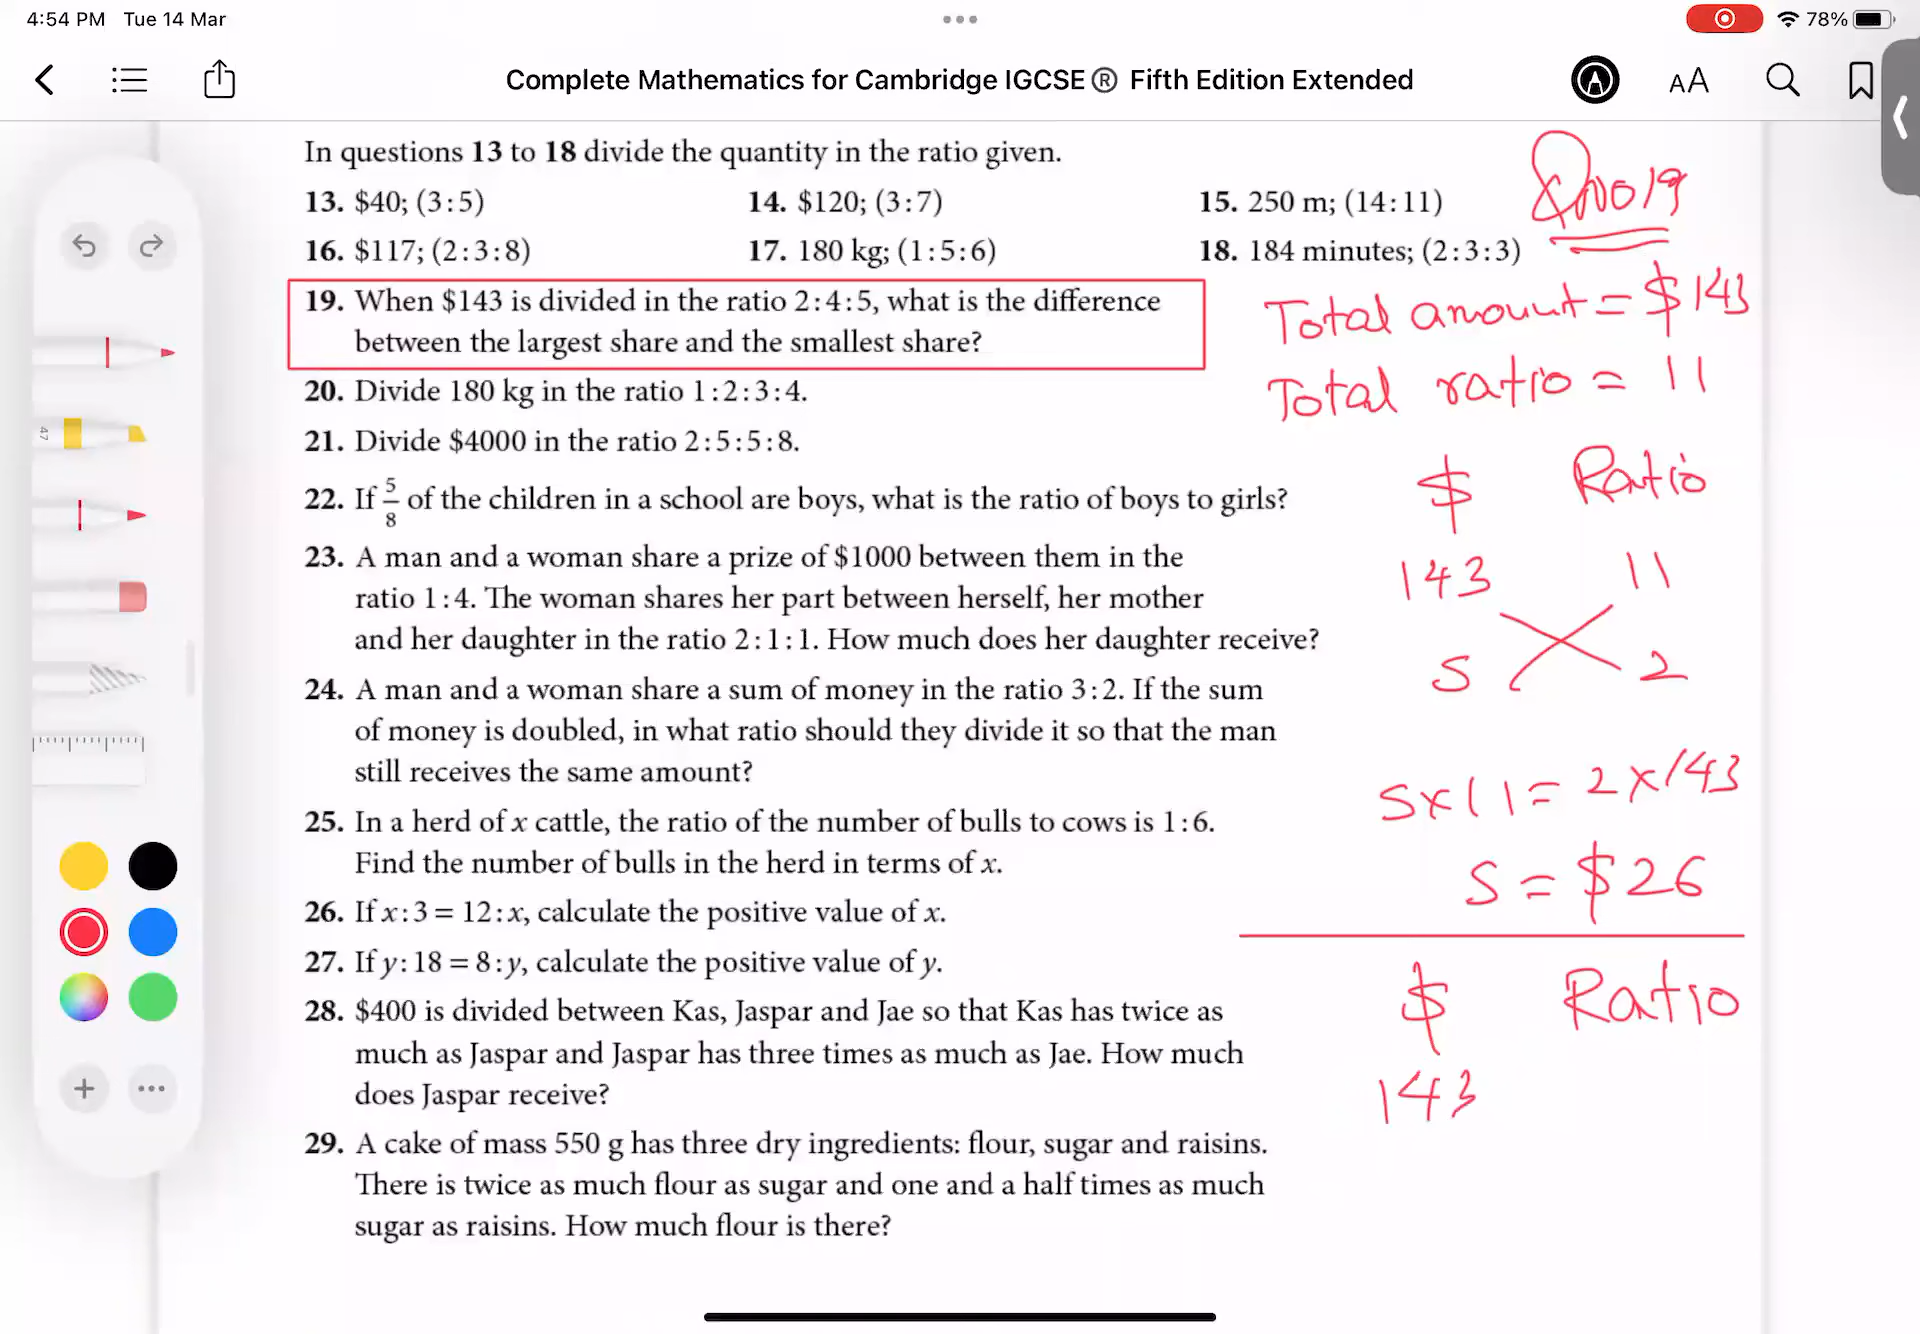 4:54 PM Tue 14 Mar
78%
Complete Mathematics for Cambridge IGCSE® Fifth Edition Extended
AA
In questions 13 to 18 divide the quantity in the ratio given.
13. $40; (3:5) 14. $120; (3:7) 15. 250 m; (14:11)
16. $117; (2:3:8) 17. 180 kg; (1:5:6) 18. 184 minutes; (2:3:3)
19. When $143 is divided in the ratio 2:4:5, what is the difference
between the largest share and the smallest share?
20. Divide 180 kg in the ratio 1:2:3:4.
21. Divide $4000 in the ratio 2:5:5:8.
22. If 5/8 of the children in a school are boys, what is the ratio of boys to girls?
23. A man and a woman share a prize of $1000 between them in the
ratio 1:4. The woman shares her part between herself, her mother
and her daughter in the ratio 2:1:1. How much does her daughter receive?
24. A man and a woman share a sum of money in the ratio 3:2. If the sum
of money is doubled, in what ratio should they divide it so that the man
still receives the same amount?
25. In a herd of x cattle, the ratio of the number of bulls to cows is 1:6.
Find the number of bulls in the herd in terms of x.
26. If x:3 = 12:x, calculate the positive value of x.
27. If y:18 = 8:y, calculate the positive value of y.
28. $400 is divided between Kas, Jaspar and Jae so that Kas has twice as
much as Jaspar and Jaspar has three times as much as Jae. How much
does Jaspar receive?
29. A cake of mass 550 g has three dry ingredients: flour, sugar and raisins.
There is twice as much flour as sugar and one and a half times as much
sugar as raisins. How much flour is there?
QNO19
Total amount = $143
Total ratio = 11
$ Ratio
143 11
S 2
S×11 = 2×143
S = $26
$ Ratio
143
47